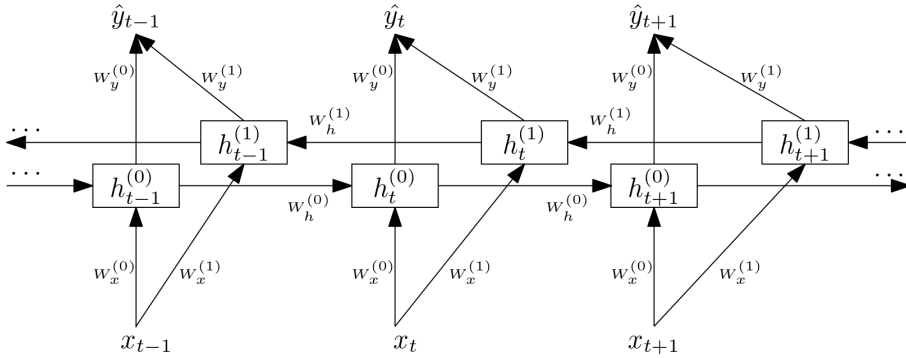 ŷ_{t−1} ŷ_t ŷ_{t+1}
W_y^{(0)} W_y^{(1)} W_y^{(0)} W_y^{(1)} W_y^{(0)} W_y^{(1)}
W_h^{(1)} W_h^{(1)}
... h_{t−1}^{(1)} h_t^{(1)} h_{t+1}^{(1)} ...
... h_{t−1}^{(0)} h_t^{(0)} h_{t+1}^{(0)} ...
W_h^{(0)} W_h^{(0)}
W_x^{(0)} W_x^{(1)} W_x^{(0)} W_x^{(1)} W_x^{(0)} W_x^{(1)}
x_{t−1} x_t x_{t+1}